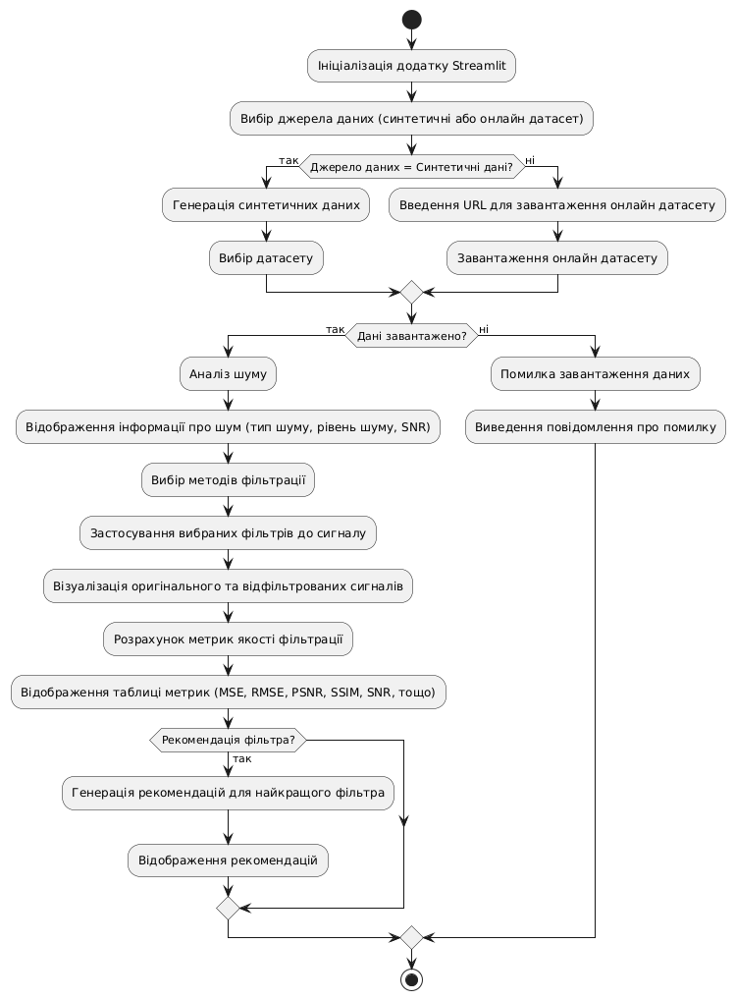 Ініціалізація додатку Streamlit
Вибір джерела даних (синтетичні або онлайн датасет)
так
Джерело даних = Синтетичні дані?
ні
Генерація синтетичних даних
Введення URL для завантаження онлайн датасету
Вибір датасету
Завантаження онлайн датасету
так
Дані завантажено?
ні
Аналіз шуму
Помилка завантаження даних
Відображення інформації про шум (тип шуму, рівень шуму, SNR)
Виведення повідомлення про помилку
Вибір методів фільтрації
Застосування вибраних фільтрів до сигналу
Візуалізація оригінального та відфільтрованих сигналів
Розрахунок метрик якості фільтрації
Відображення таблиці метрик (MSE, RMSE, PSNR, SSIM, SNR, тощо)
Рекомендація фільтра?
так
Генерація рекомендацій для найкращого фільтра
Відображення рекомендацій